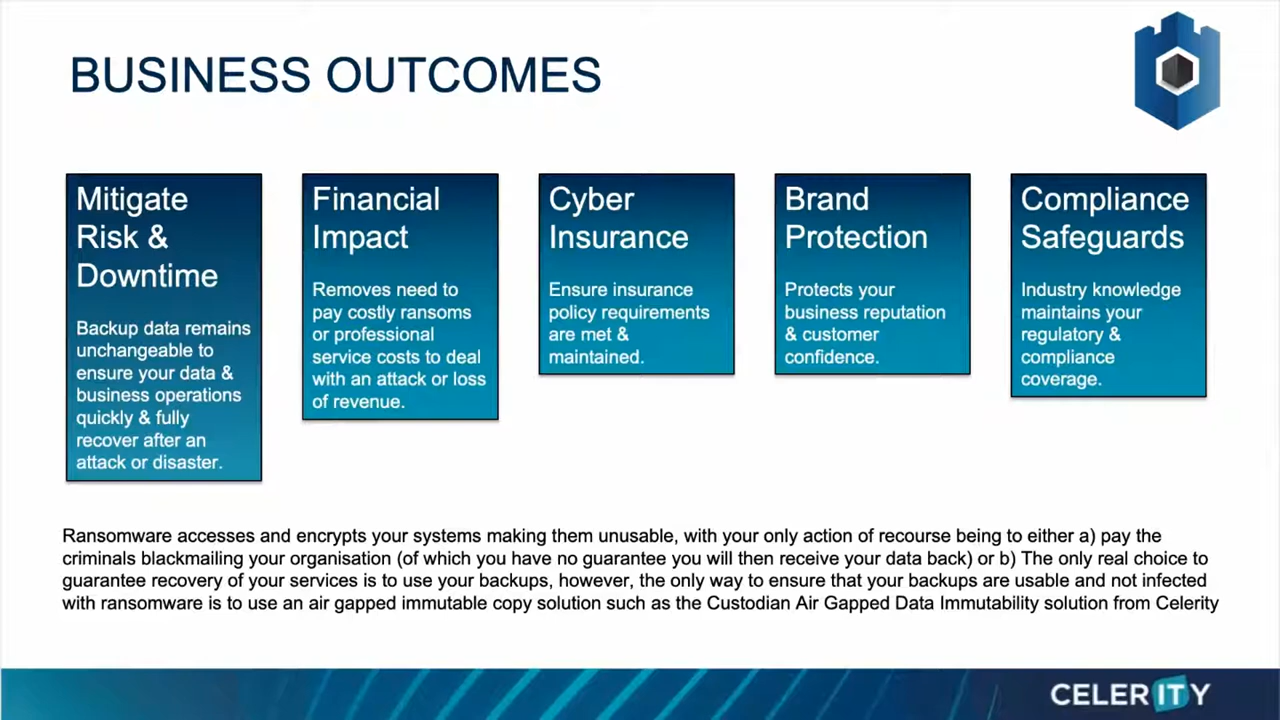 BUSINESS OUTCOMES
Mitigate
Risk &
Downtime
Backup data remains
unchangeable to
ensure your data &
business operations
quickly & fully
recover after an
attack or disaster.
Financial
Impact
Removes need to
pay costly ransoms
or professional
service costs to deal
with an attack or loss
of revenue.
Cyber
Insurance
Ensure insurance
policy requirements
are met &
maintained.
Brand
Protection
Protects your
business reputation
& customer
confidence.
Compliance
Safeguards
Industry knowledge
maintains your
regulatory &
compliance
coverage.
Ransomware accesses and encrypts your systems making them unusable, with your only action of recourse being to either a) pay the
criminals blackmailing your organisation (of which you have no guarantee you will then receive your data back) or b) The only real choice to
guarantee recovery of your services is to use your backups, however, the only way to ensure that your backups are usable and not infected
with ransomware is to use an air gapped immutable copy solution such as the Custodian Air Gapped Data Immutability solution from Celerity
CELERITY